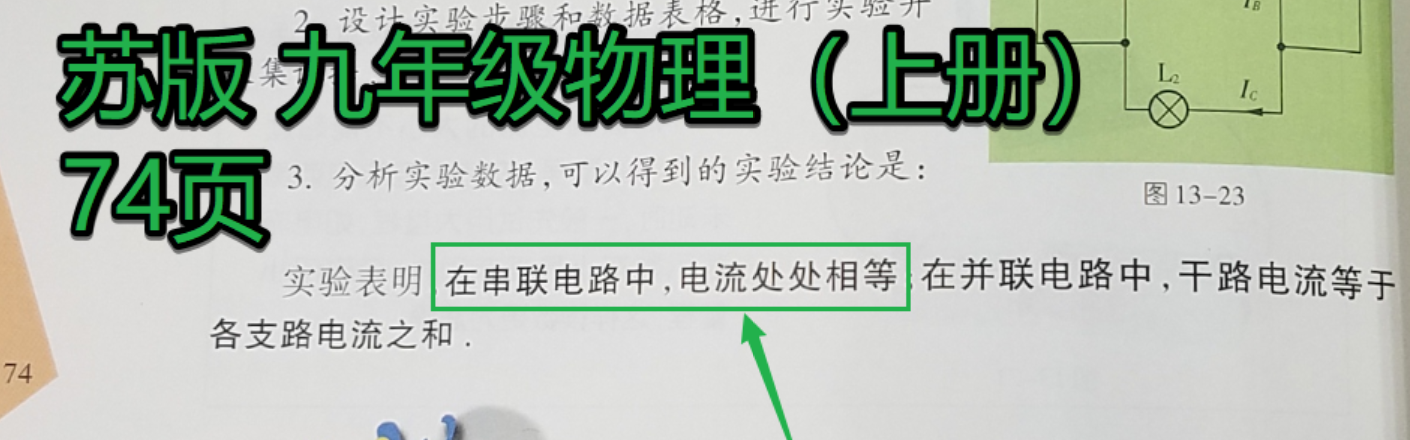 2. 设计实验步骤和数据表格,进行实验并
集
苏版 九年级物理（上册）
74页
I_B
L₂
I_C
3. 分析实验数据,可以得到的实验结论是:
图 13-23
实验表明 在串联电路中,电流处处相等;在并联电路中,干路电流等于
各支路电流之和.
74